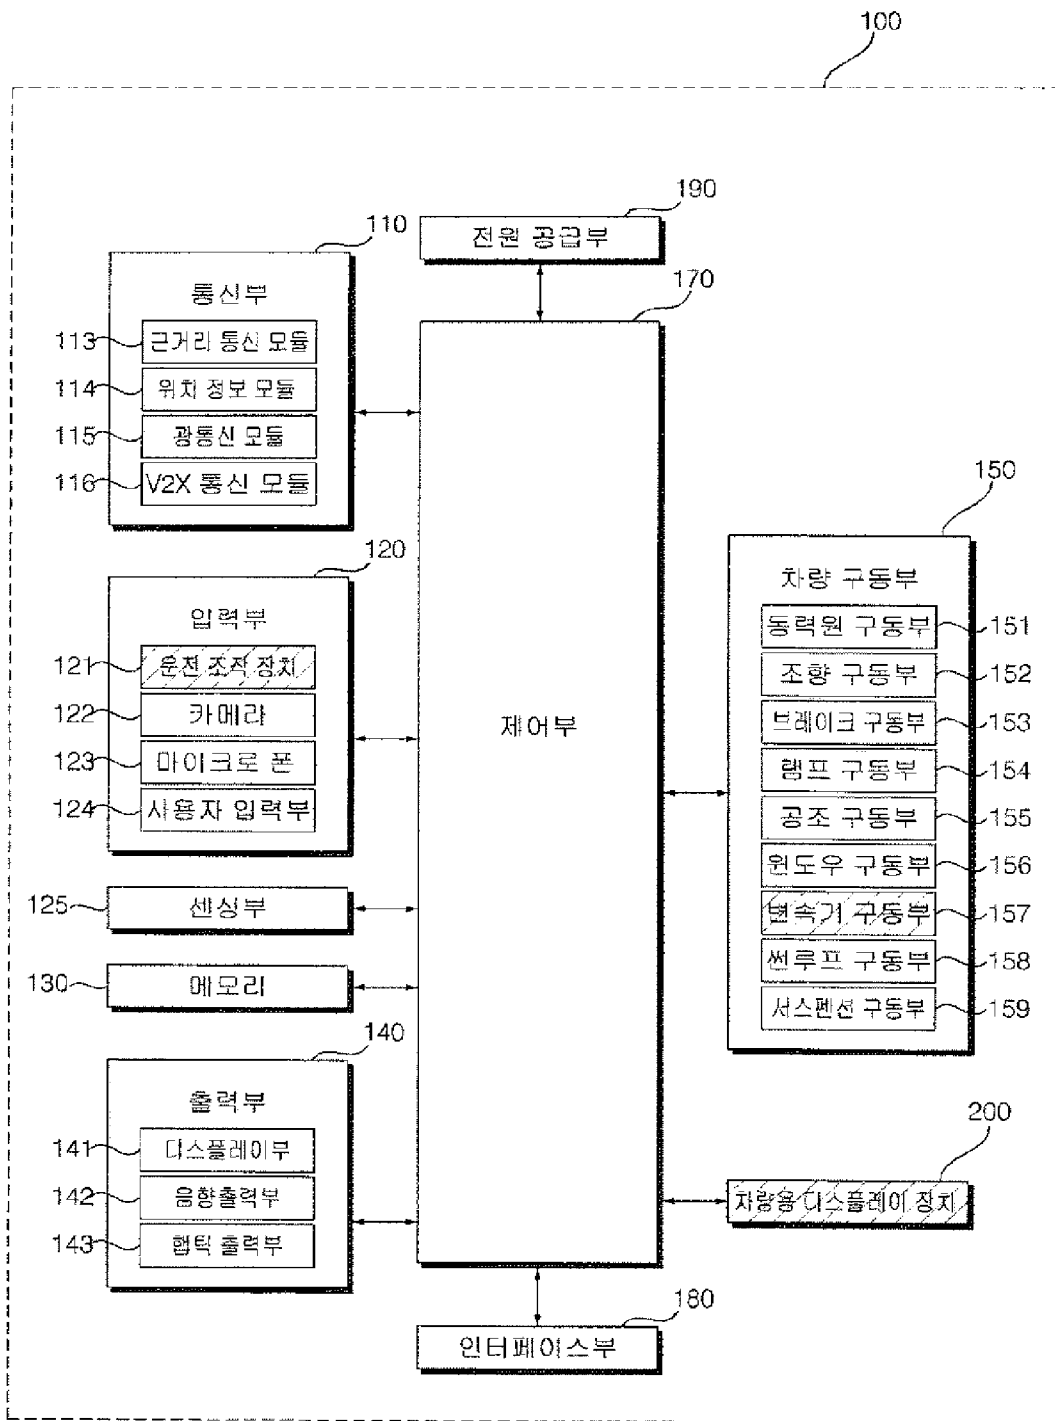 100
190
전원 공급부
110
통신부
113 근거리 통신 모듈
114 위치 정보 모듈
115 광통신 모듈
116 V2X 통신 모듈
170
제어부
120
입력부
121 운전 조작 장치
122 카메라
123 마이크로 폰
124 사용자 입력부
125 센싱부
130 메모리
140
출력부
141 디스플레이부
142 음향출력부
143 햅틱 출력부
150
차량 구동부
동력원 구동부 151
조향 구동부 152
브레이크 구동부 153
램프 구동부 154
공조 구동부 155
윈도우 구동부 156
변속기 구동부 157
썬루프 구동부 158
서스펜션 구동부 159
200
차량용 디스플레이 장치
180
인터페이스부